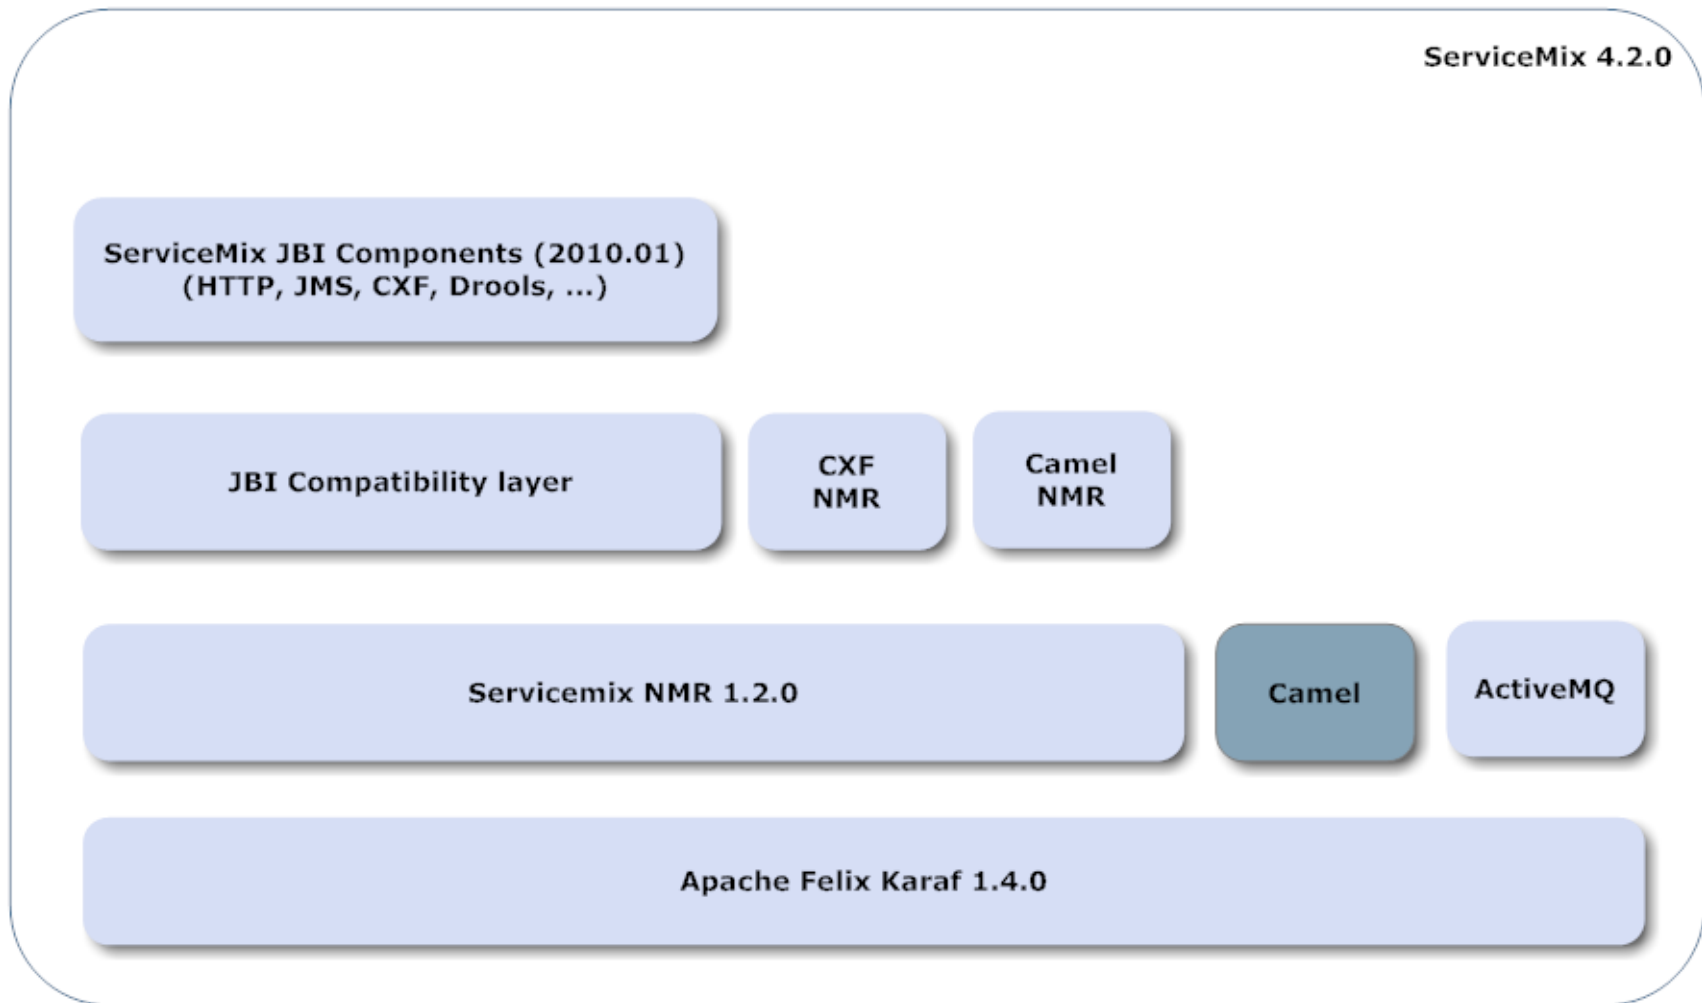 ServiceMix 4.2.0
ServiceMix JBI Components (2010.01)
(HTTP, JMS, CXF, Drools, ...)
JBI Compatibility layer
CXF
NMR
Camel
NMR
Servicemix NMR 1.2.0
Camel
ActiveMQ
Apache Felix Karaf 1.4.0